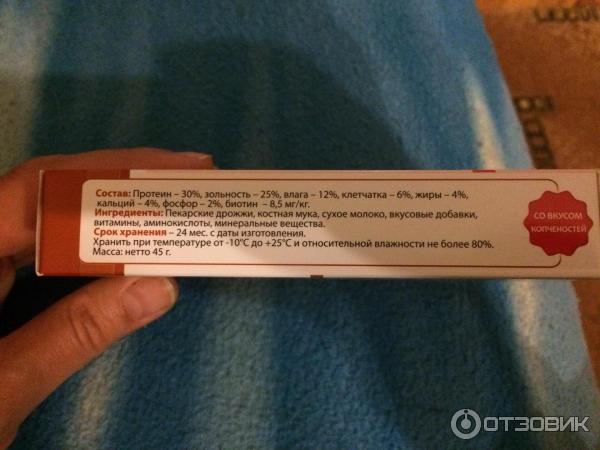 Состав: Протеин – 30%, зольность – 25%, влага – 12%, клетчатка – 6%, жиры – 4%,
кальций – 4%, фосфор – 2%, биотин – 8,5 мг/кг.
Ингредиенты: Пекарские дрожжи, костная мука, сухое молоко, вкусовые добавки,
витамины, аминокислоты, минеральные вещества.
Срок хранения – 24 мес. с даты изготовления.
Хранить при температуре от -10°С до +25°С и относительной влажности не более 80%.
Масса: нетто 45 г.
СО ВКУСОМ
КОПЧЕНОСТЕЙ
ОТЗОВИК